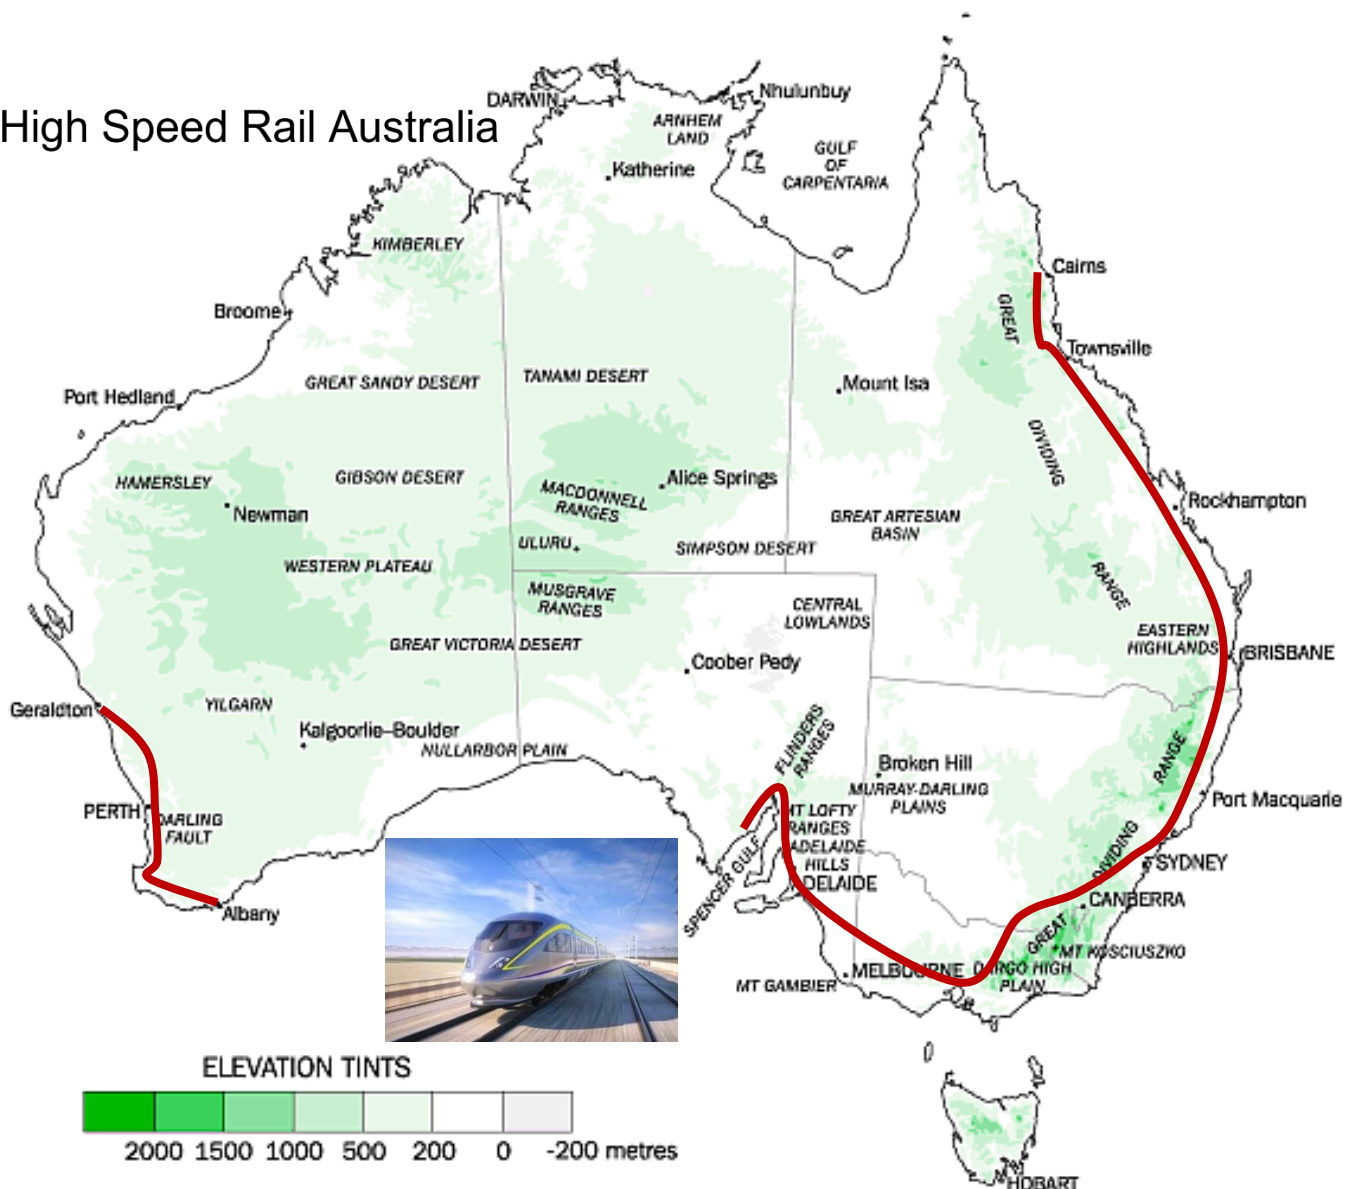 High Speed Rail Australia
DARWIN
Nhulunbuy
ARNHEM
LAND
Katherine
GULF
OF
CARPENTARIA
KIMBERLEY
Cairns
Broome
GREAT
Townsville
Port Hedland
GREAT SANDY DESERT
TANAMI DESERT
Mount Isa
DIVIDING
HAMERSLEY
GIBSON DESERT
Alice Springs
MACDONNELL
RANGES
Newman
Rockhampton
GREAT ARTESIAN
BASIN
ULURU
SIMPSON DESERT
WESTERN PLATEAU
RANGE
MUSGRAVE
RANGES
CENTRAL
LOWLANDS
GREAT VICTORIA DESERT
EASTERN
HIGHLANDS
BRISBANE
Coober Pedy
Geraldton
YILGARN
Kalgoorlie-Boulder
NULLARBOR PLAIN
FLINDERS
RANGES
Broken Hill
RANGE
MURRAY-DARLING
PLAINS
Port Macquarie
PERTH
DARLING
FAULT
MT LOFTY
RANGES
ADELAIDE
HILLS
DIVIDING
SYDNEY
SPENCER GULF
ADELAIDE
CANBERRA
Albany
GREAT
MT KOSCIUSZKO
MELBOURNE
DARGO HIGH
PLAIN
MT GAMBIER
ELEVATION TINTS
2000 1500 1000 500 200 0 -200 metres
HOBART